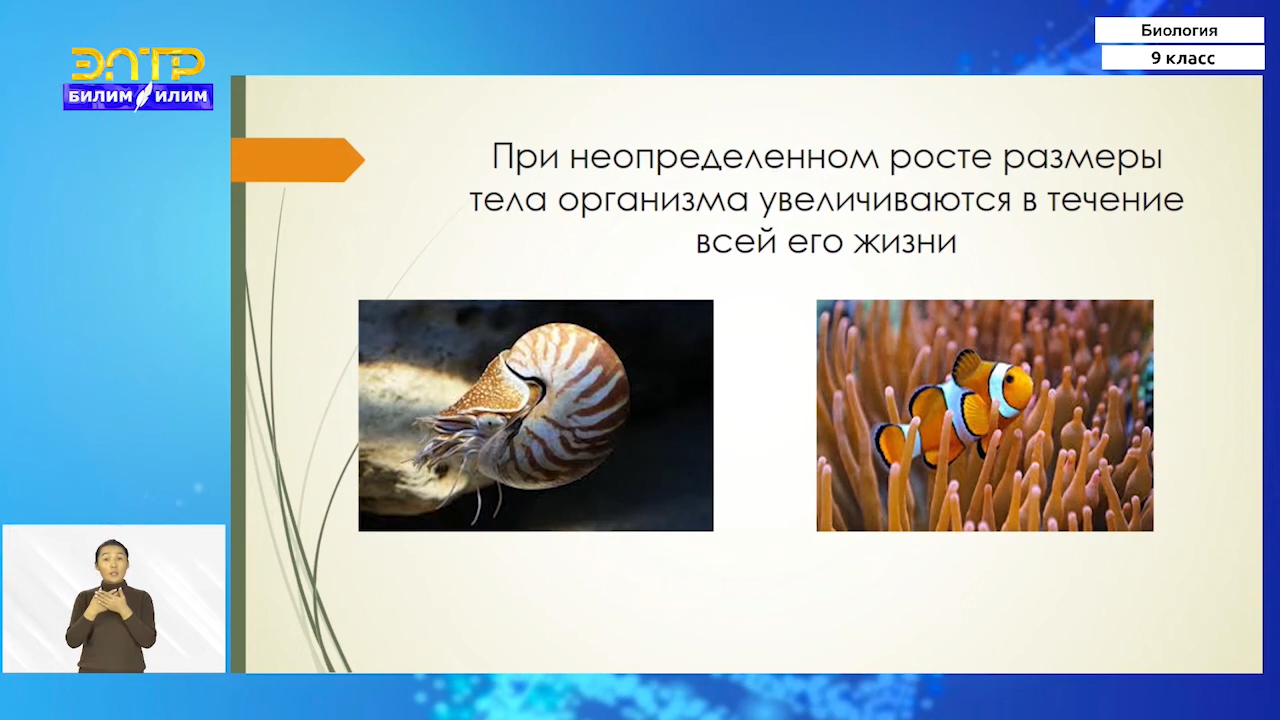 Биология
9 класс
ЭЛТР
БИЛИМ ИЛИМ
При неопределенном росте размеры
тела организма увеличиваются в течение
всей его жизни